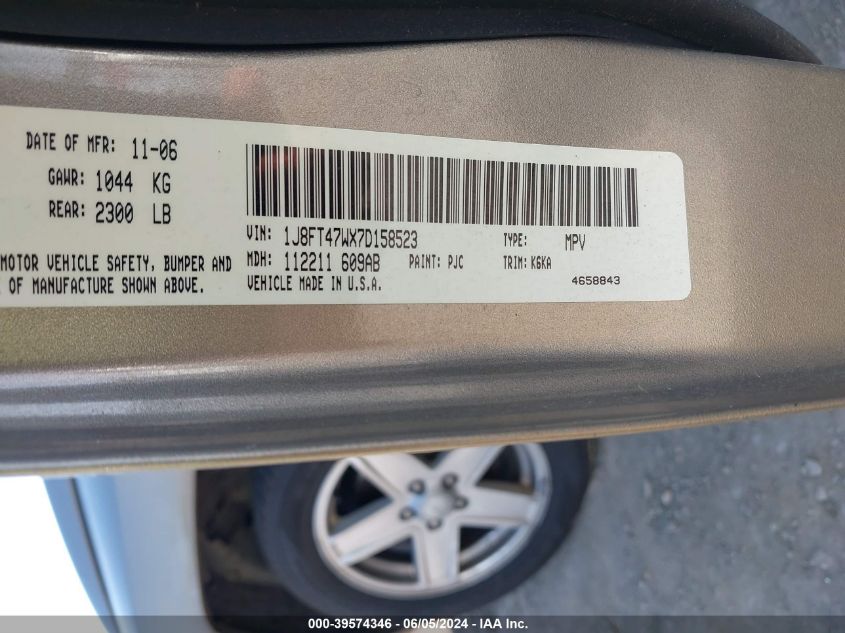 DATE OF MFR: 11-06
GAWR: 1044 KG
REAR: 2300 LB
MOTOR VEHICLE SAFETY, BUMPER AND
OF MANUFACTURE SHOWN ABOVE.
VIN: 1J8FT47WX7D158523 TYPE: MPV
MDH: 112211 609AB PAINT: PJC TRIM: K6KA
VEHICLE MADE IN U.S.A. 4658843
000-39574346 - 06/05/2024 - IAA Inc.